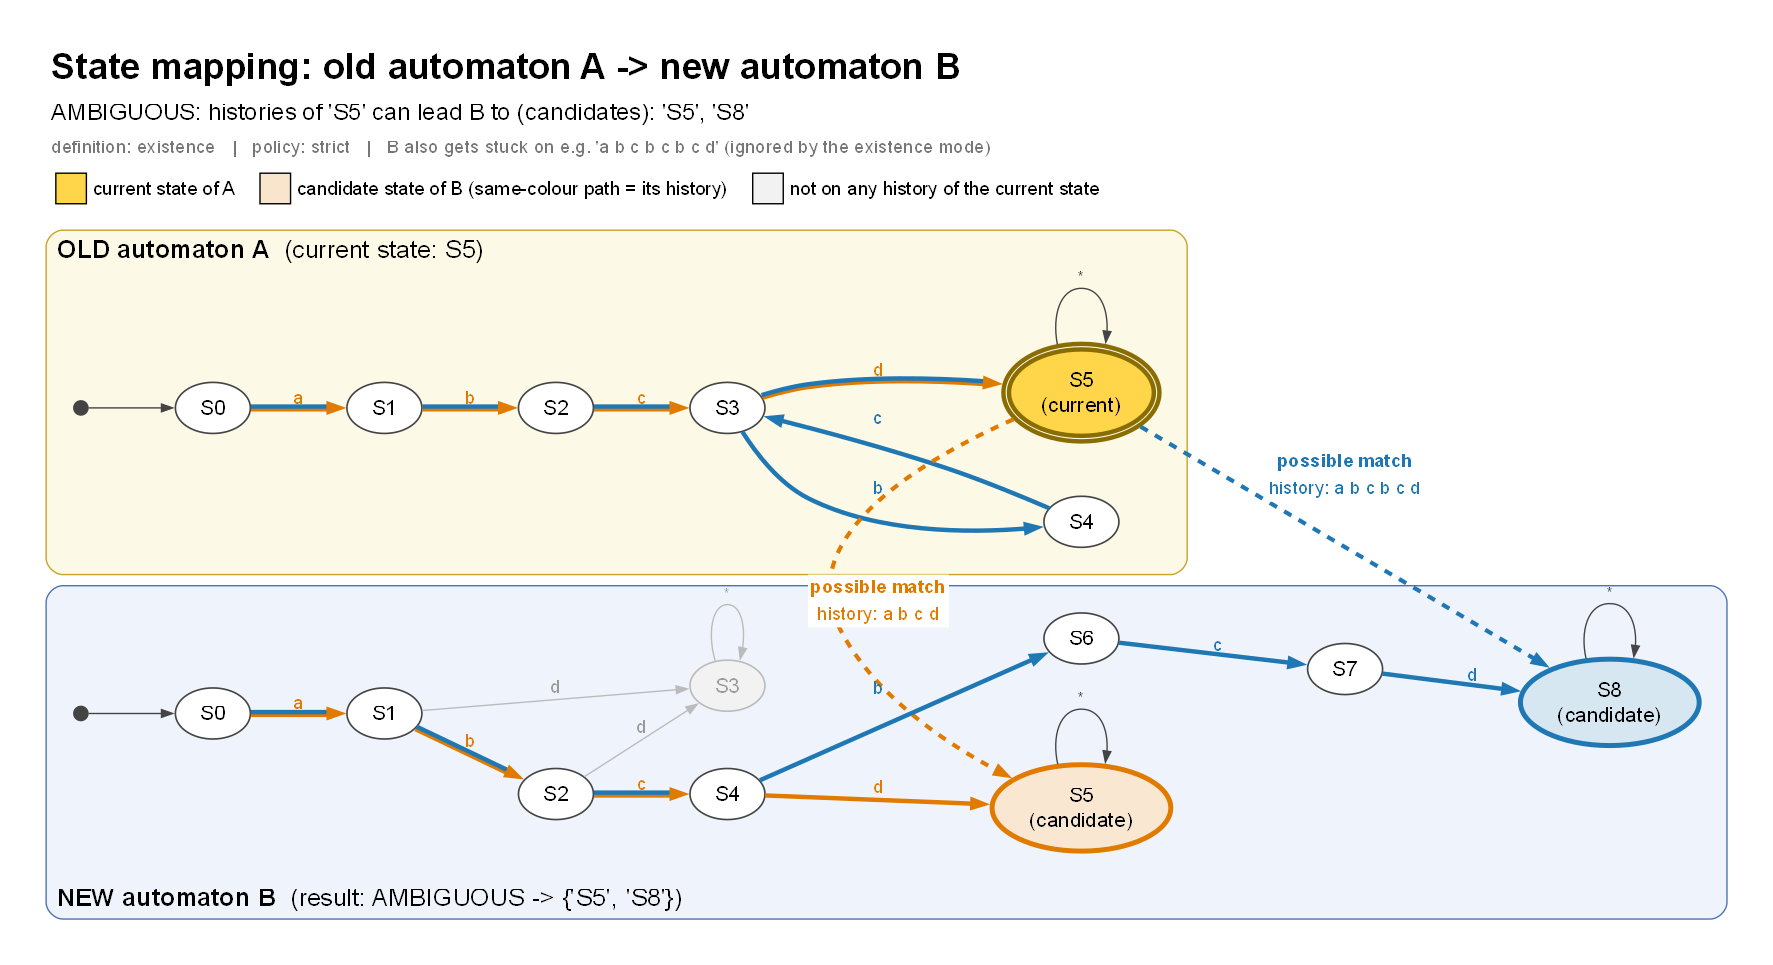 State mapping: old automaton A -> new automaton B
AMBIGUOUS: histories of 'S5' can lead B to (candidates): 'S5', 'S8'
definition: existence | policy: strict | B also gets stuck on e.g. 'a b c b c b c d' (ignored by the existence mode)
current state of A
candidate state of B (same-colour path = its history)
not on any history of the current state
OLD automaton A (current state: S5)
*
S0
a
S1
b
S2
c
S3
d
S5
(current)
c
b
S4
possible match
history: a b c b c d
possible match
history: a b c d
*
*
S6
c
S7
d
S8
(candidate)
S0
a
S1
d
S3
b
d
b
S2
c
S4
d
*
S5
(candidate)
NEW automaton B (result: AMBIGUOUS -> {'S5', 'S8'})